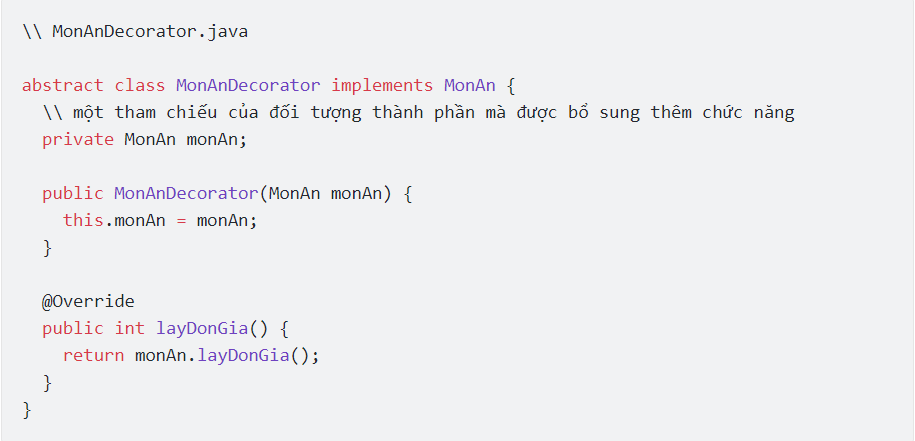 \\ MonAnDecorator.java
abstract class MonAnDecorator implements MonAn {
\\ một tham chiếu của đối tượng thành phần mà được bổ sung thêm chức năng
private MonAn monAn;
public MonAnDecorator(MonAn monAn) {
this.monAn = monAn;
}
@Override
public int layDonGia() {
return monAn.layDonGia();
}
}